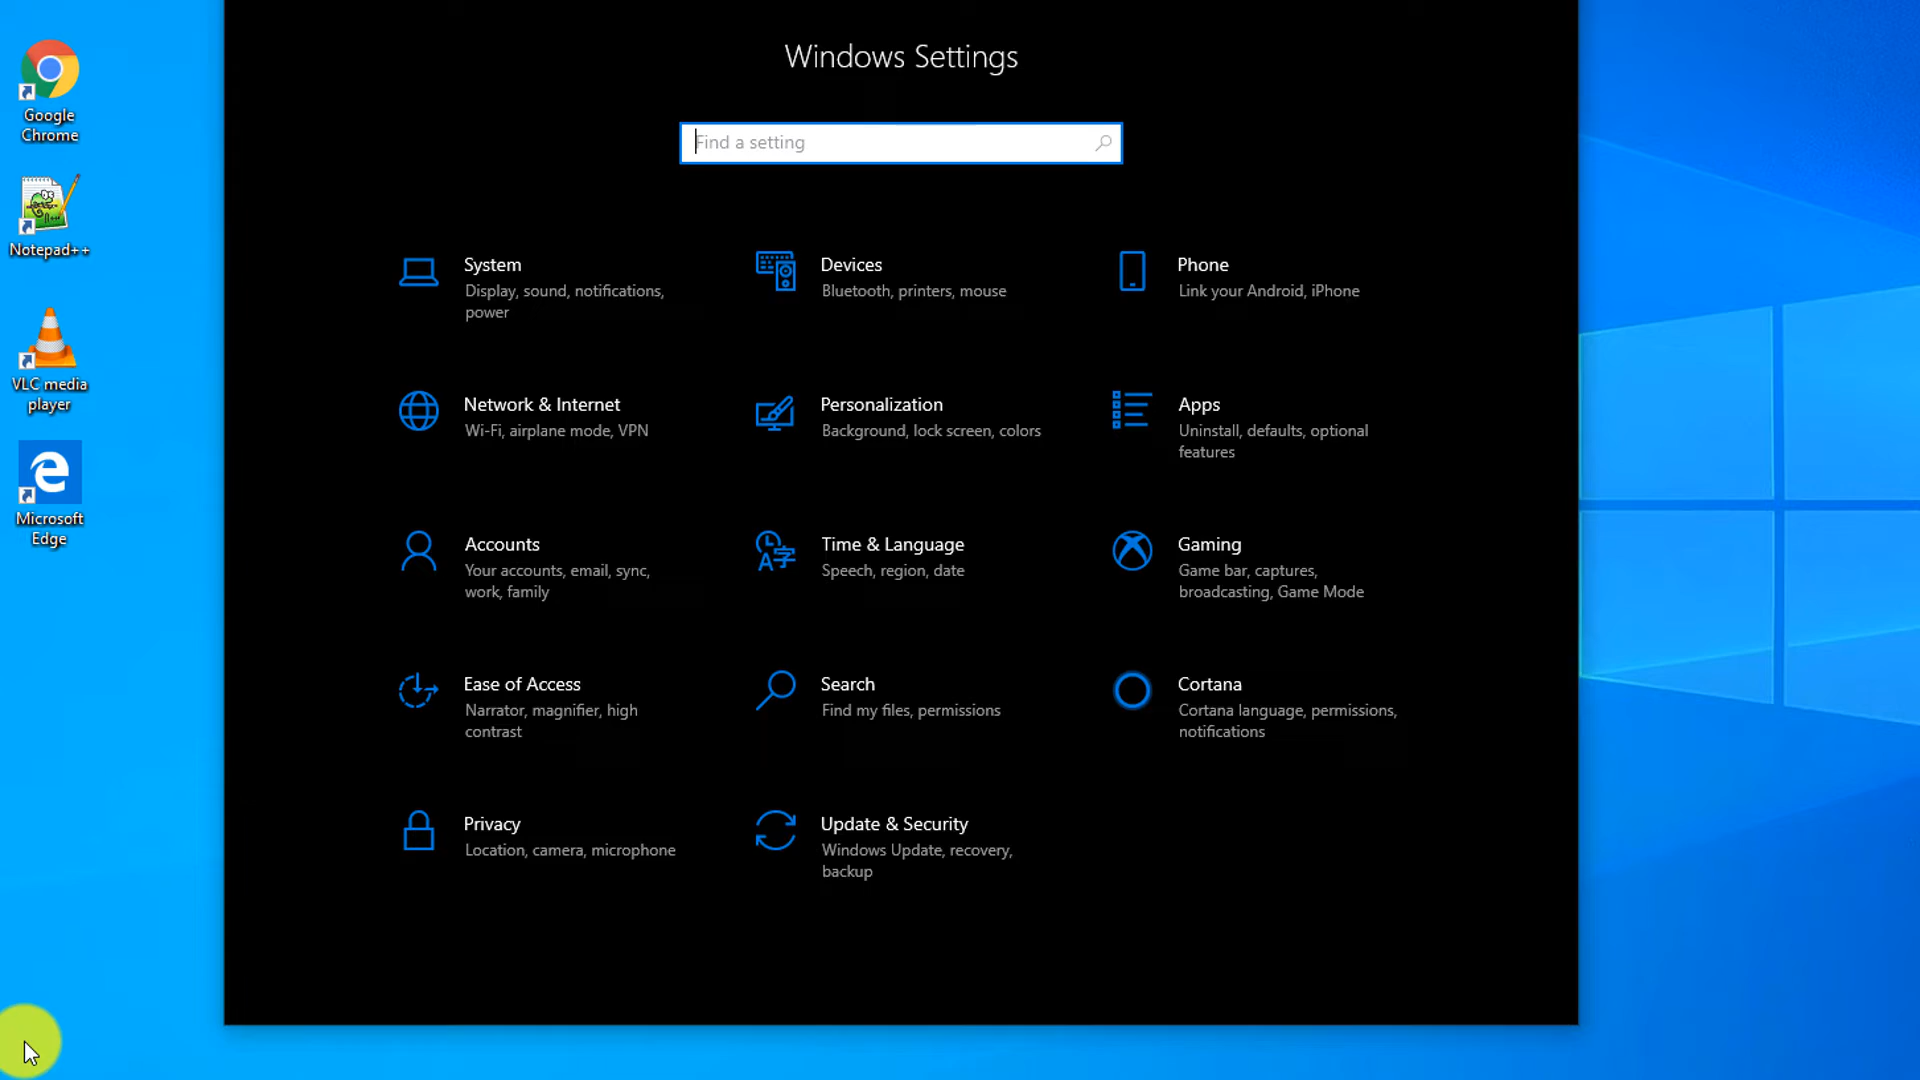 Google
Chrome
Notepad++
VLC media
player
Microsoft
Edge
Windows Settings
Find a setting
System
Display, sound, notifications,
power
Devices
Bluetooth, printers, mouse
Phone
Link your Android, iPhone
Network & Internet
Wi-Fi, airplane mode, VPN
Personalization
Background, lock screen, colors
Apps
Uninstall, defaults, optional
features
Accounts
Your accounts, email, sync,
work, family
Time & Language
Speech, region, date
Gaming
Game bar, captures,
broadcasting, Game Mode
Ease of Access
Narrator, magnifier, high
contrast
Search
Find my files, permissions
Cortana
Cortana language, permissions,
notifications
Privacy
Location, camera, microphone
Update & Security
Windows Update, recovery,
backup